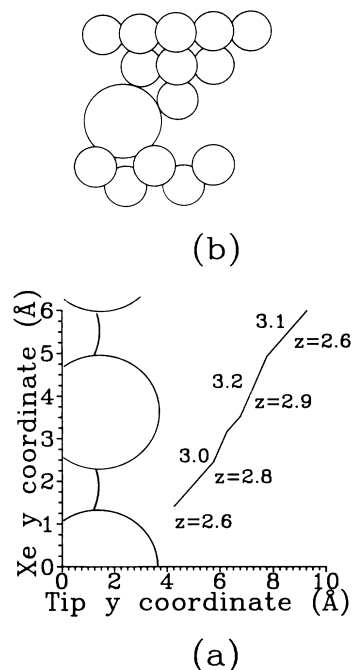 (b)
Xe y coordinate (Å)
6
5
4
3
2
1
0
3.1
z=2.6
3.2
z=2.9
3.0
z=2.8
z=2.6
0 2 4 6 8 10
Tip y coordinate (Å)
(a)